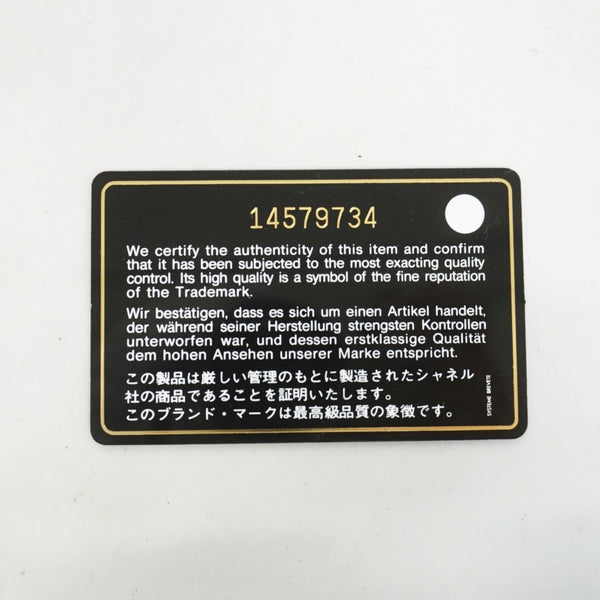 14579734
We certify the authenticity of this item and confirm
that it has been subjected to the most exacting quality
control. Its high quality is a symbol of the fine reputation
of the Trademark.
Wir bestätigen, dass es sich um einen Artikel handelt,
der während seiner Herstellung strengsten Kontrollen
unterworfen war, und dessen erstklassige Qualität
dem hohen Ansehen unserer Marke entspricht.
この製品は厳しい管理のもとに製造されたシャネル
社の商品であることを証明いたします。
このブランド・マークは最高級品質の象徴です。
SYSTEME BREVETE